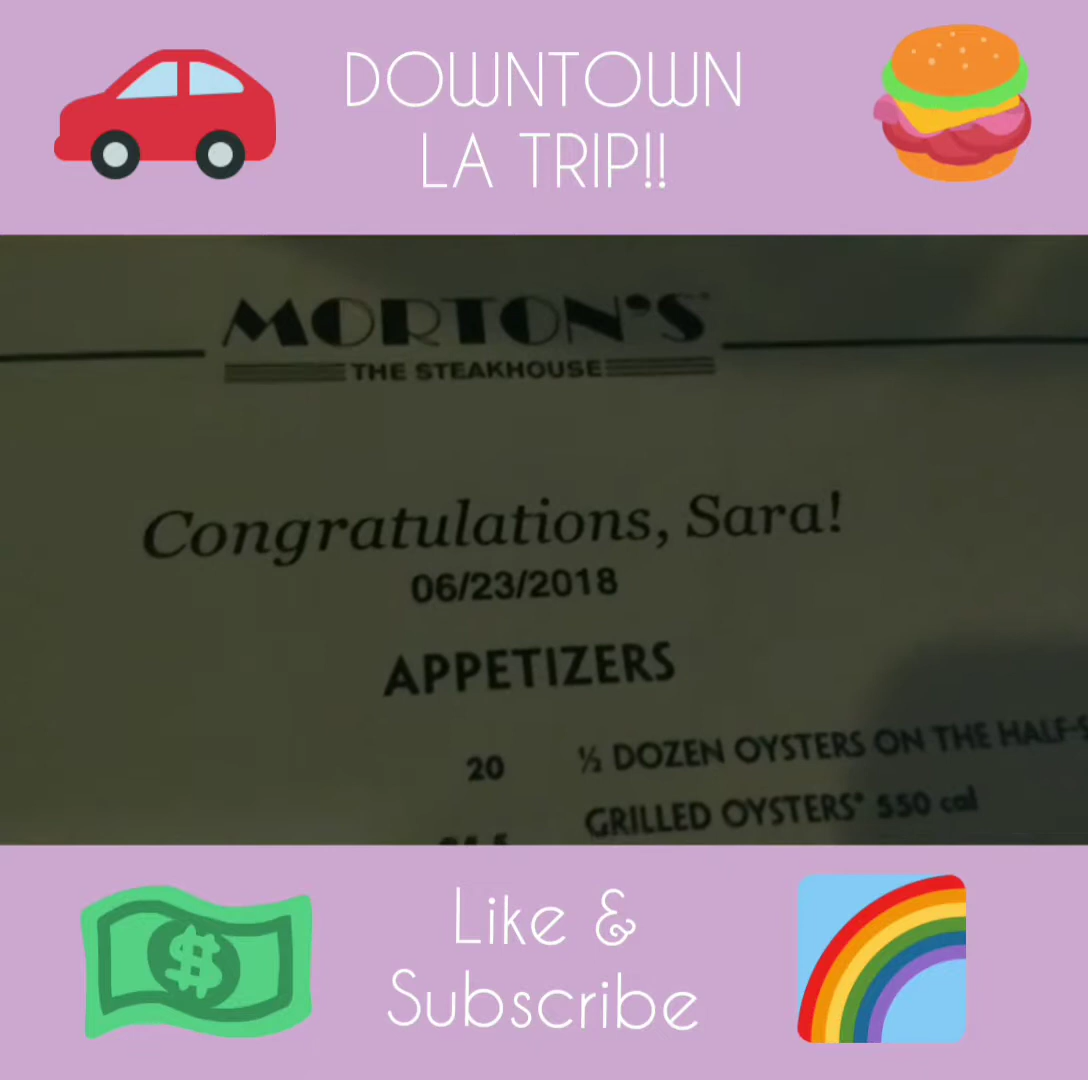 DOWNTOWN
LA TRIP!!
MORTON'S
THE STEAKHOUSE
Congratulations, Sara!
06/23/2018
APPETIZERS
20 ½ DOZEN OYSTERS ON THE HALF-S
GRILLED OYSTERS* 550 cal
Like &
Subscribe